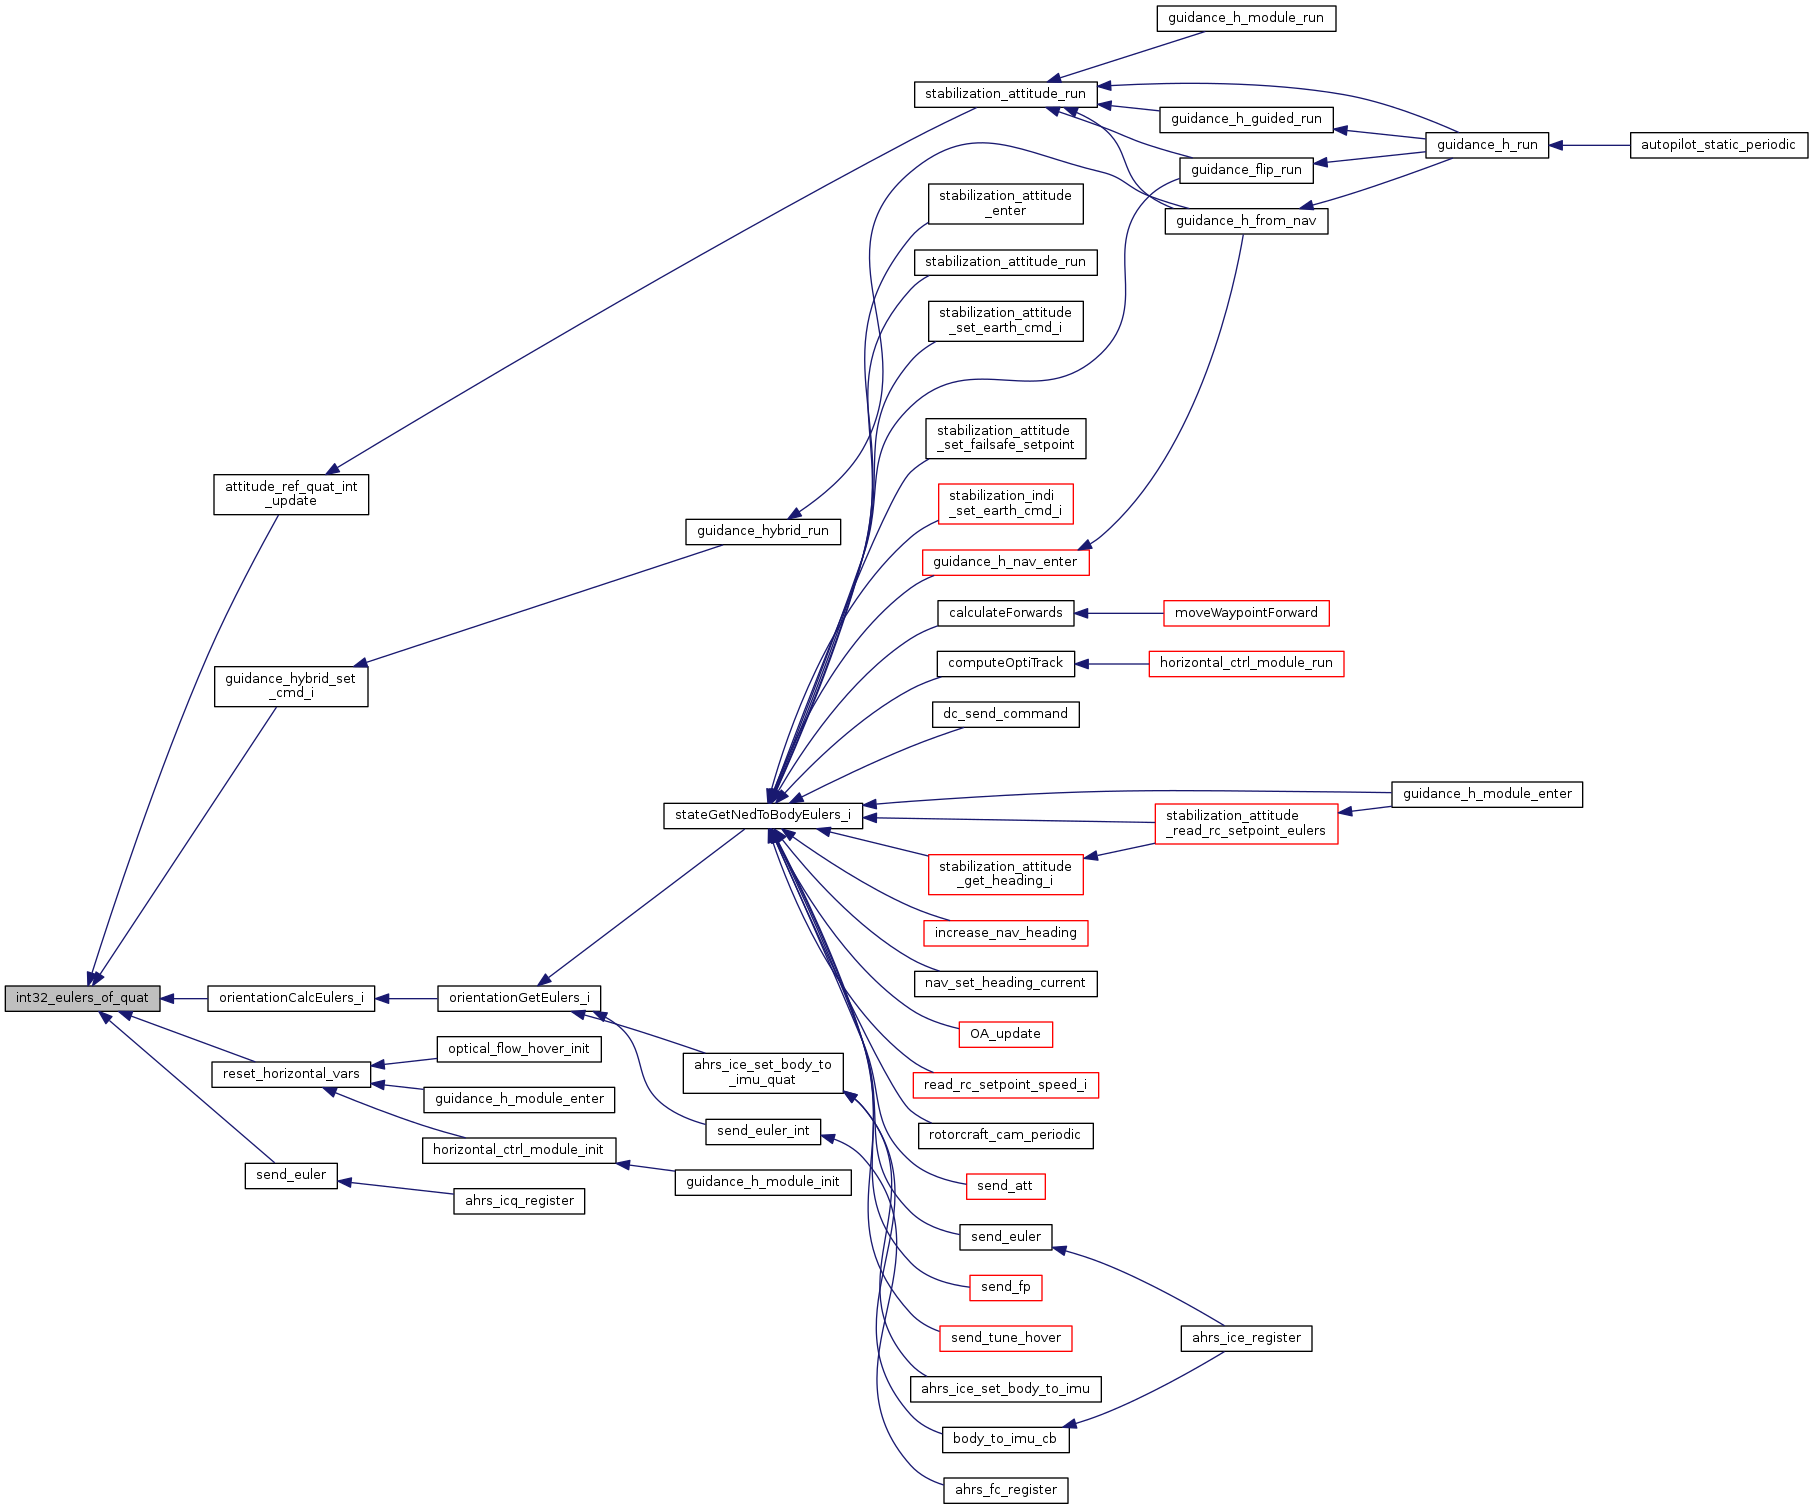 guidance_h_module_run
stabilization_attitude_run
guidance_h_guided_run
guidance_h_run
autopilot_static_periodic
guidance_flip_run
stabilization_attitude
_enter
guidance_h_from_nav
stabilization_attitude_run
stabilization_attitude
_set_earth_cmd_i
stabilization_attitude
_set_failsafe_setpoint
attitude_ref_quat_int
_update
stabilization_indi
_set_earth_cmd_i
guidance_hybrid_run
guidance_h_nav_enter
calculateForwards
moveWaypointForward
computeOptiTrack
horizontal_ctrl_module_run
guidance_hybrid_set
_cmd_i
dc_send_command
guidance_h_module_enter
stateGetNedToBodyEulers_i
stabilization_attitude
_read_rc_setpoint_eulers
stabilization_attitude
_get_heading_i
increase_nav_heading
nav_set_heading_current
int32_eulers_of_quat
orientationCalcEulers_i
orientationGetEulers_i
OA_update
optical_flow_hover_init
reset_horizontal_vars
ahrs_ice_set_body_to
_imu_quat
read_rc_setpoint_speed_i
guidance_h_module_enter
send_euler_int
rotorcraft_cam_periodic
horizontal_ctrl_module_init
send_euler
guidance_h_module_init
send_att
ahrs_icq_register
send_euler
send_fp
send_tune_hover
ahrs_ice_register
ahrs_ice_set_body_to_imu
body_to_imu_cb
ahrs_fc_register